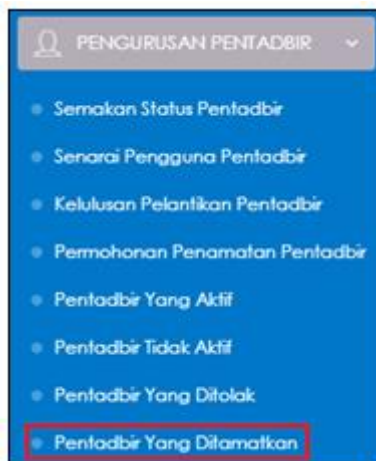 PENGURUSAN PENTADBIR
Semakan Status Pentadbir
Senarai Pengguna Pentadbir
Kelulusan Pelantikan Pentadbir
Permohonan Penamatan Pentadbir
Pentadbir Yang Aktif
Pentadbir Tidak Aktif
Pentadbir Yang Ditolak
Pentadbir Yang Ditamatkan